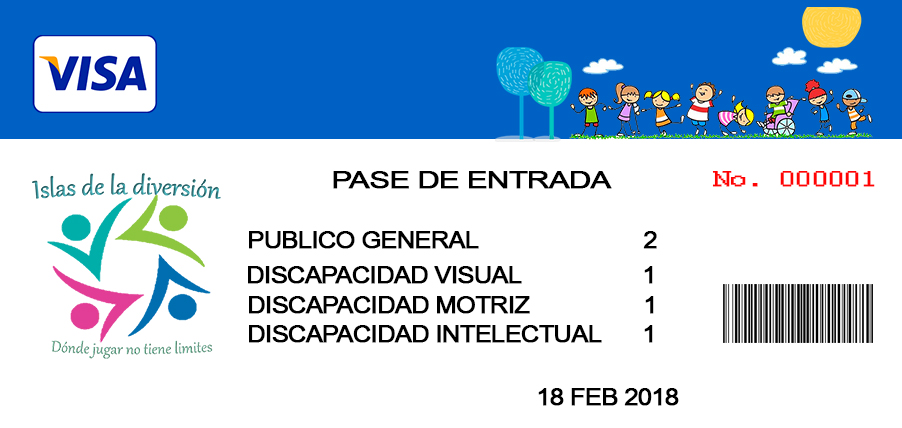 VISA
Islas de la diversión
PASE DE ENTRADA
No. 000001
PUBLICO GENERAL 2
DISCAPACIDAD VISUAL 1
DISCAPACIDAD MOTRIZ 1
DISCAPACIDAD INTELECTUAL 1
Dónde jugar no tiene limites
18 FEB 2018